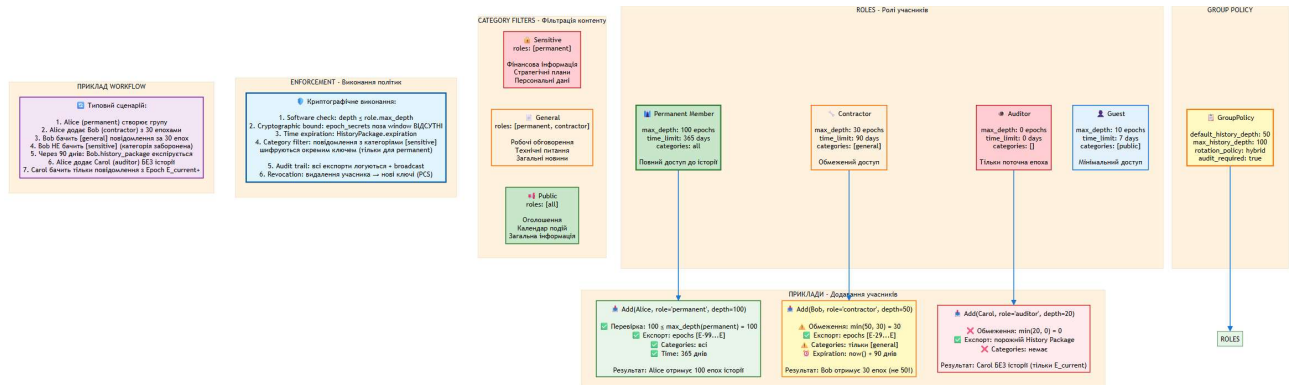 ПРИКЛАД WORKFLOW
Типовий сценарій:
1. Alice (permanent) створює групу
2. Alice додає Bob (contractor) з 30 епохами
3. Bob бачить [general] повідомлення за 30 епох
4. Bob НЕ бачить [sensitive] (категорія заборонена)
5. Через 90 днів: Bob.history_package експірується
6. Alice додає Carol (auditor) БЕЗ історії
7. Carol бачить тільки повідомлення з Epoch E_current+
ENFORCEMENT - Виконання політик
Криптографічне виконання:
1. Software check: depth ≤ role.max_depth
2. Cryptographic bound: epoch_secrets поза window ВІДСУТНІ
3. Time expiration: HistoryPackage.expiration
4. Category filter: повідомлення з категоріями [sensitive]
шифруються окремим ключем (тільки для permanent)
5. Audit trail: всі експорти логуються + broadcast
6. Revocation: видалення учасника → нові ключі (PCS)
CATEGORY FILTERS - Фільтрація контенту
Sensitive
roles: [permanent]
Фінансова інформація
Стратегічні плани
Персональні дані
General
roles: [permanent, contractor]
Робочі обговорення
Технічні питання
Загальні новини
Public
roles: [all]
Оголошення
Календар подій
Загальна інформація
ROLES - Ролі учасників
Permanent Member
max_depth: 100 epochs
time_limit: 365 days
categories: all
Повний доступ до історії
Contractor
max_depth: 30 epochs
time_limit: 90 days
categories: [general]
Обмежений доступ
Auditor
max_depth: 0 epochs
time_limit: 0 days
categories: []
Тільки поточна епоха
Guest
max_depth: 10 epochs
time_limit: 7 days
categories: [public]
Мінімальний доступ
GROUP POLICY
GroupPolicy
default_history_depth: 50
max_history_depth: 100
rotation_policy: hybrid
audit_required: true
ПРИКЛАДИ - Додавання учасників
Add(Alice, role='permanent', depth=100)
Перевірка: 100 ≤ max_depth(permanent) = 100
Експорт: epochs [E-99...E]
Categories: всі
Time: 365 днів
Результат: Alice отримує 100 епох історії
Add(Bob, role='contractor', depth=50)
Обмеження: min(50, 30) = 30
Експорт: epochs [E-29...E]
Categories: тільки [general]
Expiration: now() + 90 днів
Результат: Bob отримує 30 епох (не 50!)
Add(Carol, role='auditor', depth=20)
Обмеження: min(20, 0) = 0
Експорт: порожній History Package
Categories: немає
Результат: Carol БЕЗ історії (тільки E_current)
ROLES